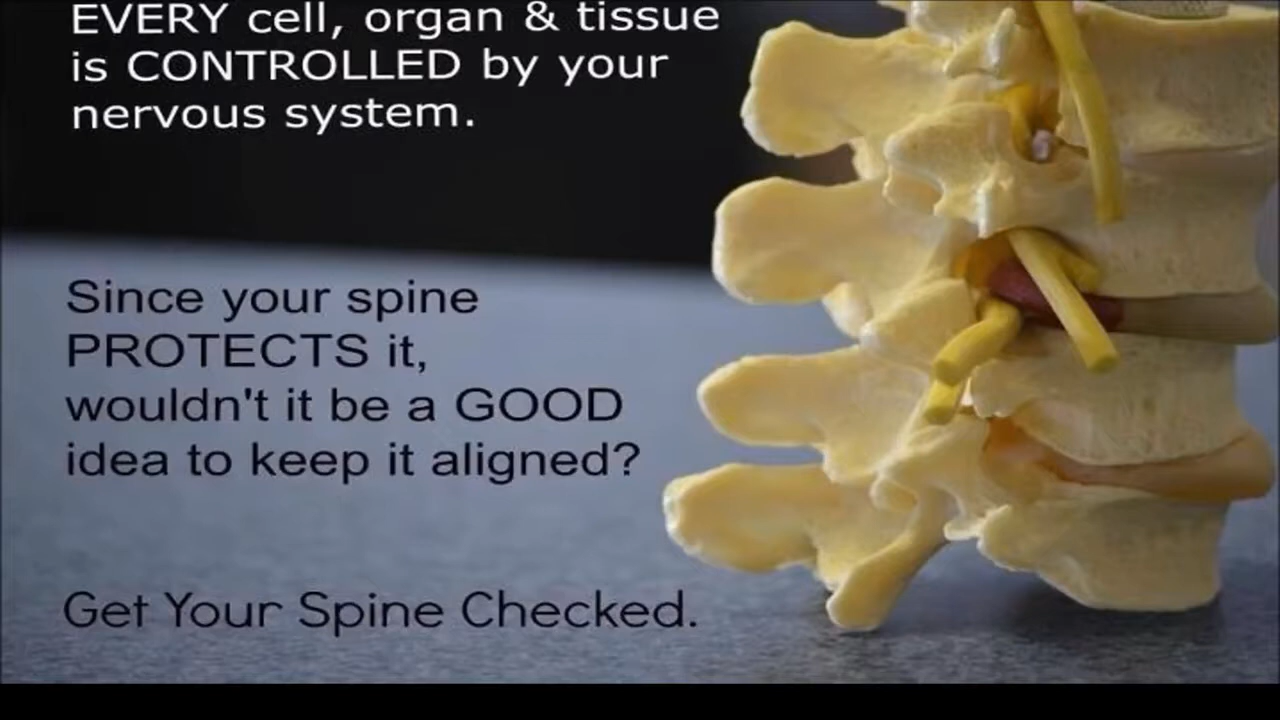 EVERY cell, organ & tissue
is CONTROLLED by your
nervous system.
Since your spine
PROTECTS it,
wouldn't it be a GOOD
idea to keep it aligned?
Get Your Spine Checked.